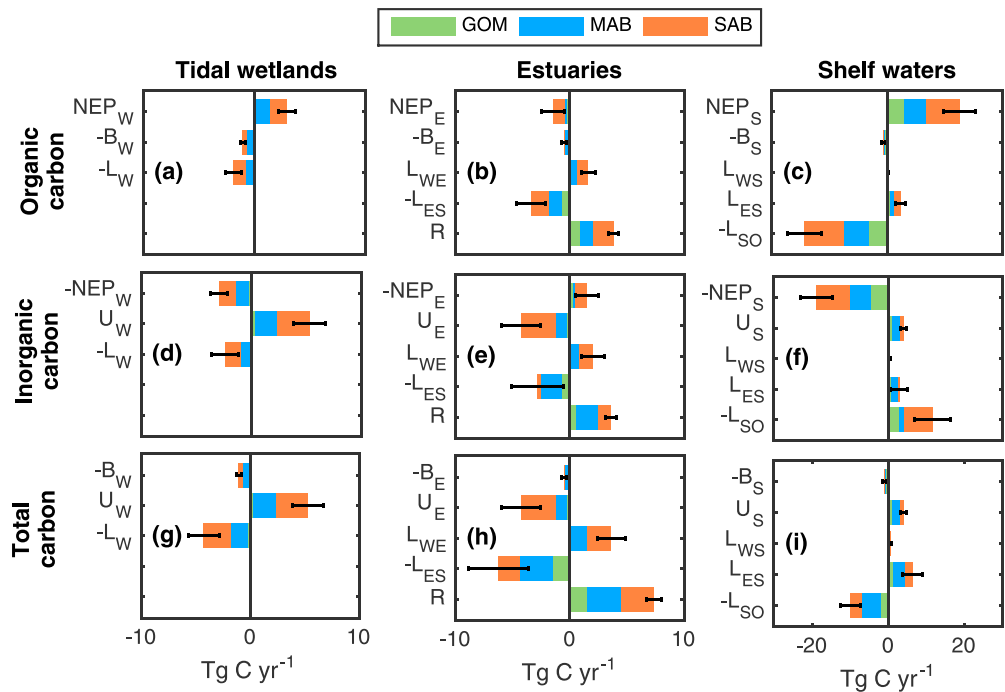 GOM MAB SAB
Tidal wetlands Estuaries Shelf waters
Organic carbon
NEP_W
-B_W
-L_W
(a)
NEP_E
-B_E
L_WE
-L_ES
R
(b)
NEP_S
-B_S
L_WS
L_ES
-L_SO
(c)
Inorganic carbon
-NEP_W
U_W
-L_W
(d)
-NEP_E
U_E
L_WE
-L_ES
R
(e)
-NEP_S
U_S
L_WS
L_ES
-L_SO
(f)
Total carbon
-B_W
U_W
-L_W
(g)
-B_E
U_E
L_WE
-L_ES
R
(h)
-B_S
U_S
L_WS
L_ES
-L_SO
(i)
-10 0 10 -10 0 10 -20 0 20
Tg C yr⁻¹ Tg C yr⁻¹ Tg C yr⁻¹